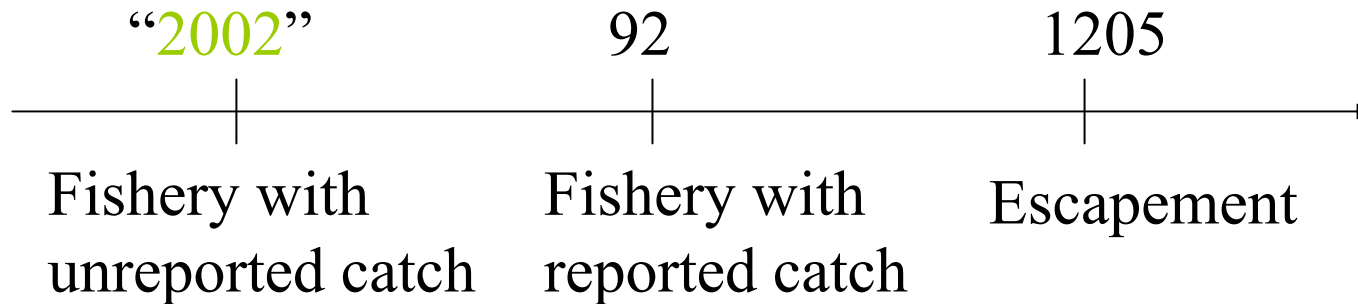 “2002” 92 1205
Fishery with
unreported catch
Fishery with
reported catch
Escapement